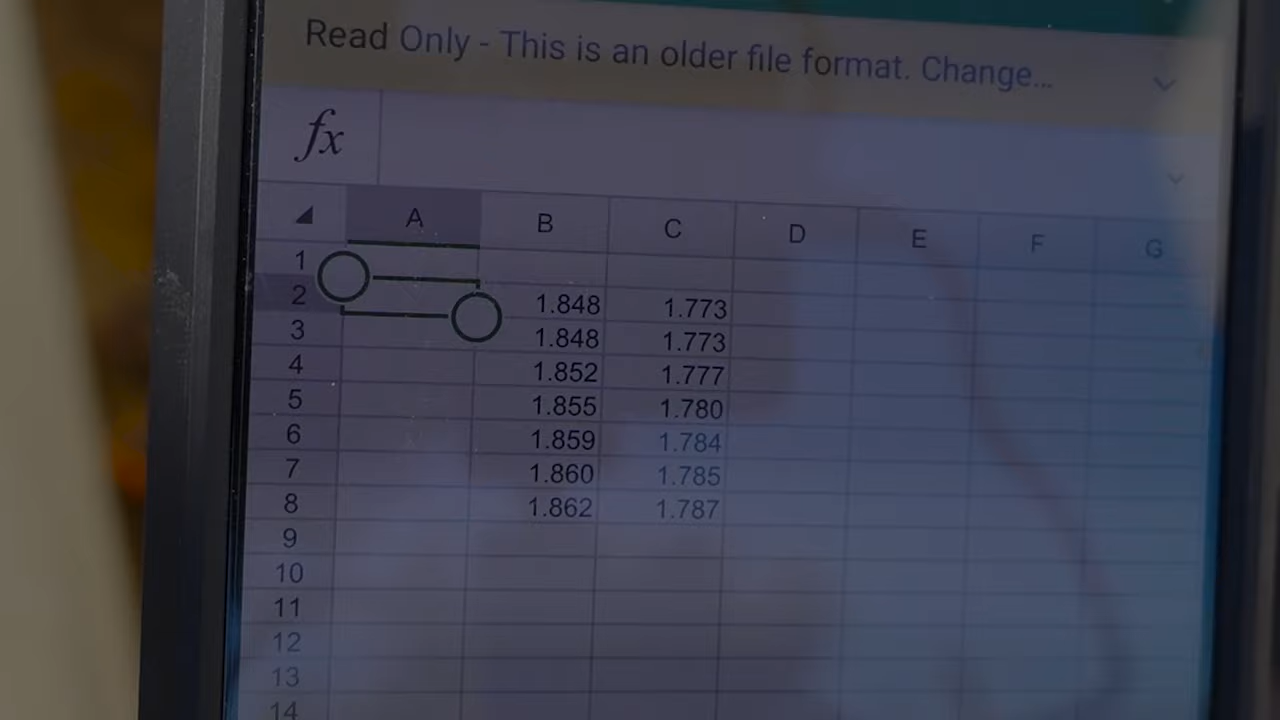 Read Only - This is an older file format. Change...
fx
A B C D E F G
1
2 1.848 1.773
3 1.848 1.773
4 1.852 1.777
5 1.855 1.780
6 1.859 1.784
7 1.860 1.785
8 1.862 1.787
9
10
11
12
13
14